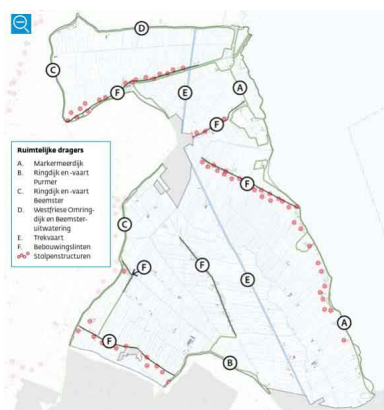 D
C
F
E
A
F
Ruimtelijke dragers
A. Markermeerdijk
B. Ringdijk en -vaart
Purmer
C. Ringdijk en -vaart
Beemster
D. Westfriese Omring-
dijk en Beemster-
uitwatering
E. Trekvaart
F. Bebouwingslinten
Stolpenstructuren
F
C
F
F
E
A
F
B